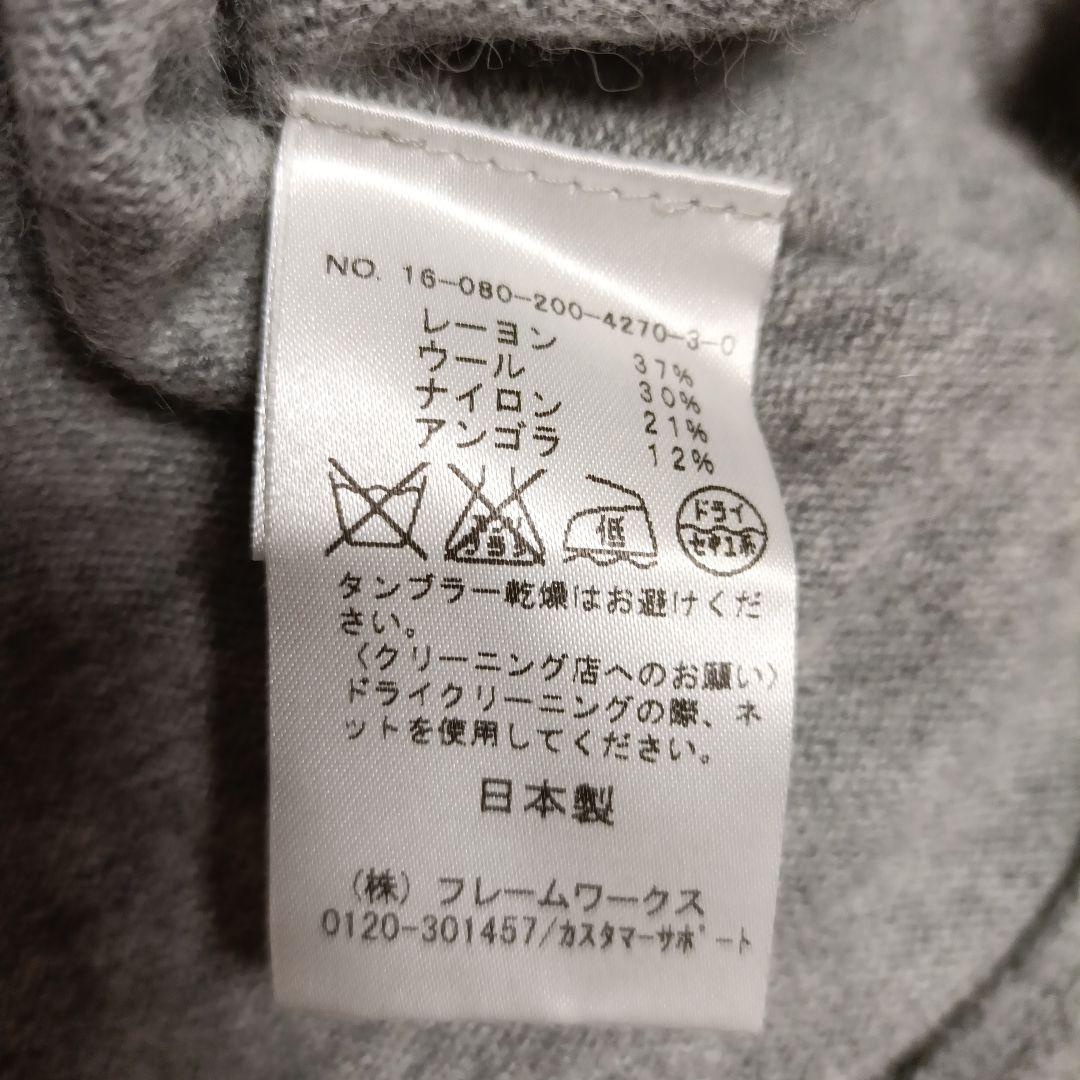 NO. 16-080-200-4270-3-0
レーヨン 37%
ウール 30%
ナイロン 21%
アンゴラ 12%
低 ドライ
セキユ系
タンブラー乾燥はお避けくだ
さい。
〈クリーニング店へのお願い〉
ドライクリーニングの際、ネ
ットを使用してください。
日本製
(株)フレームワークス
0120-301457/カスタマーサポート